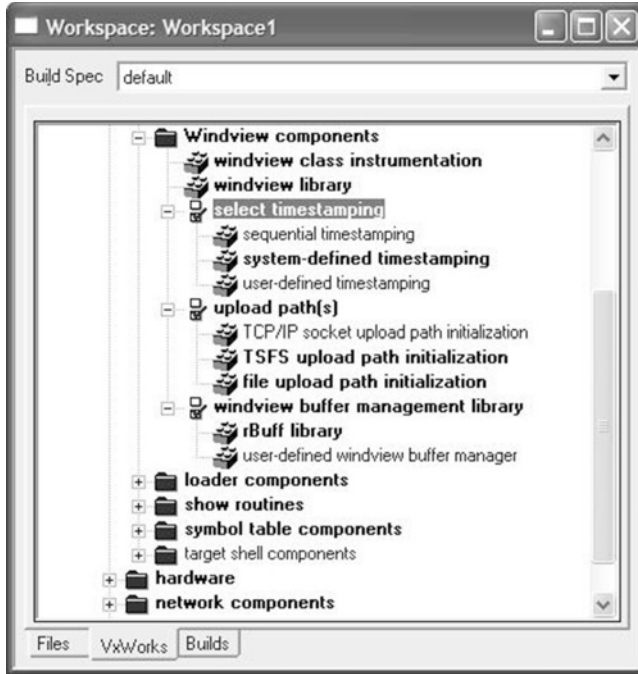 Workspace: Workspace1
Build Spec default
Windview components
windview class instrumentation
windview library
select timestamping
sequential timestamping
system-defined timestamping
user-defined timestamping
upload path(s)
TCP/IP socket upload path initialization
TSFS upload path initialization
file upload path initialization
windview buffer management library
rBuff library
user-defined windview buffer manager
loader components
show routines
symbol table components
target shell components
hardware
network components
Files VxWorks Builds